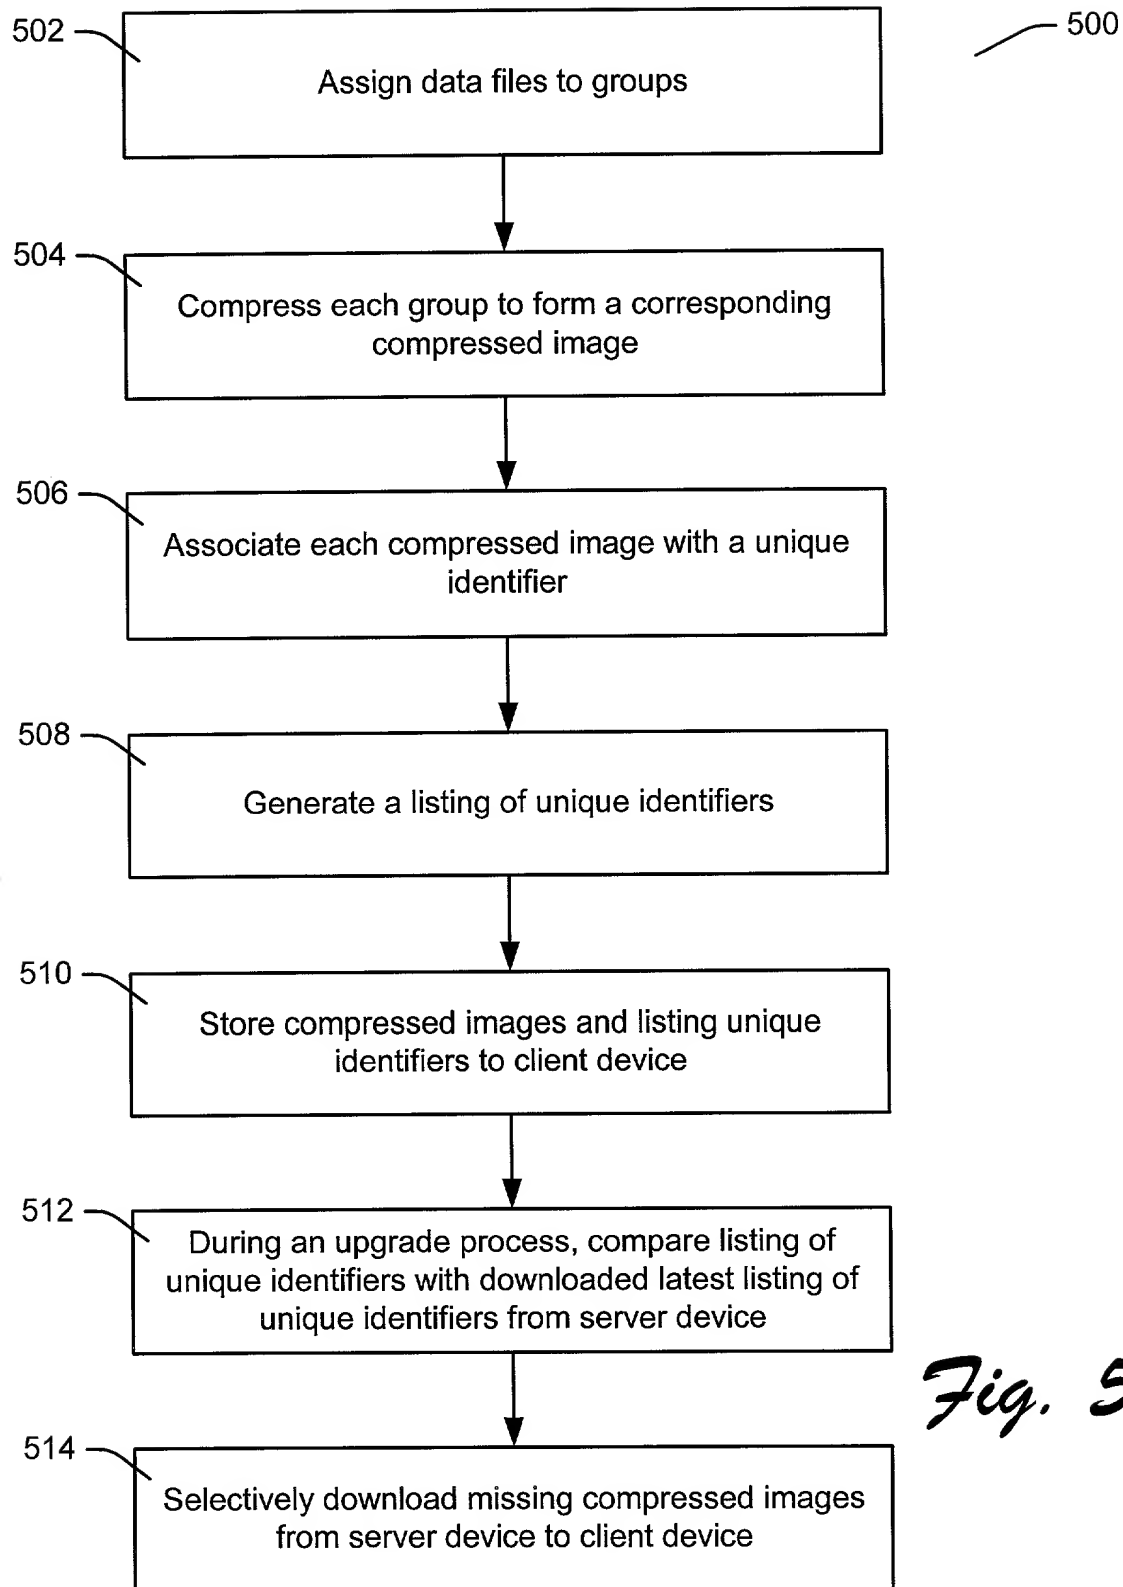 502
500
Assign data files to groups
504
Compress each group to form a corresponding
compressed image
506
Associate each compressed image with a unique
identifier
508
Generate a listing of unique identifiers
510
Store compressed images and listing unique
identifiers to client device
512
During an upgrade process, compare listing of
unique identifiers with downloaded latest listing of
unique identifiers from server device
Fig. 5
514
Selectively download missing compressed images
from server device to client device